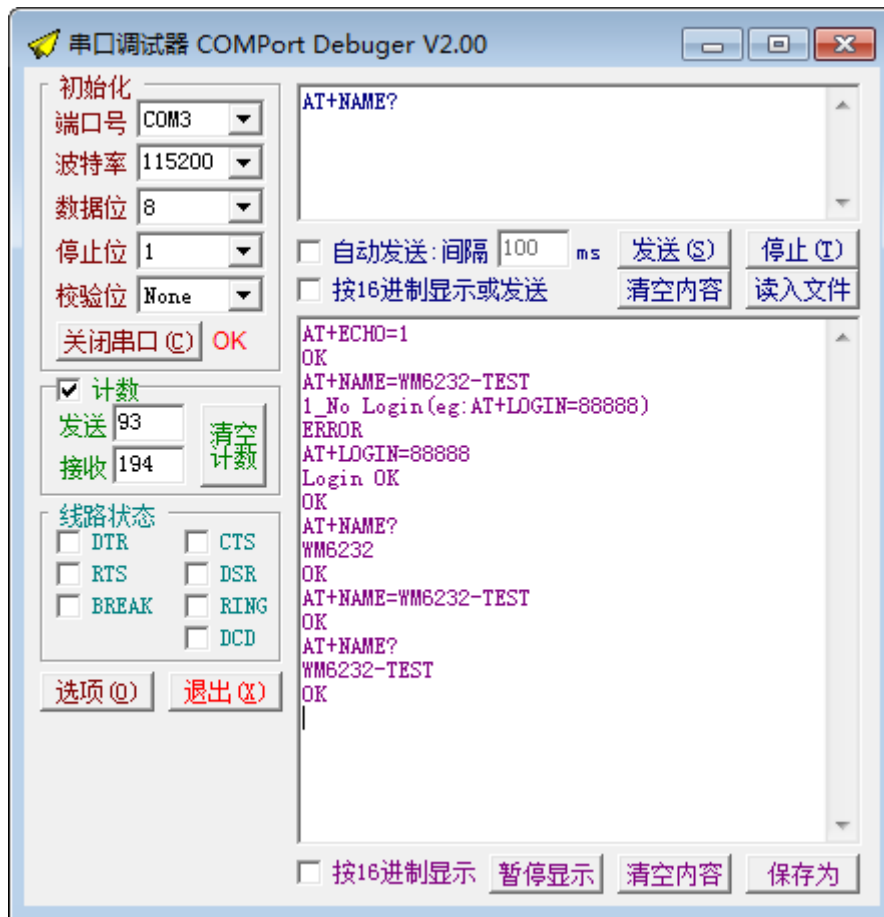 串口调试器 COMPort Debuger V2.00
初始化
端口号 COM3
波特率 115200
数据位 8
停止位 1
校验位 None
关闭串口(C) OK
计数
发送 93
接收 194
清空
计数
线路状态
DTR CTS
RTS DSR
BREAK RING
DCD
选项(O) 退出(X)
AT+NAME?
自动发送:间隔 100 ms 发送(S) 停止(T)
按16进制显示或发送 清空内容 读入文件
AT+ECHO=1
OK
AT+NAME=WM6232-TEST
1_No Login(eg:AT+LOGIN=88888)
ERROR
AT+LOGIN=88888
Login OK
OK
AT+NAME?
WM6232
OK
AT+NAME=WM6232-TEST
OK
AT+NAME?
WM6232-TEST
OK
按16进制显示 暂停显示 清空内容 保存为